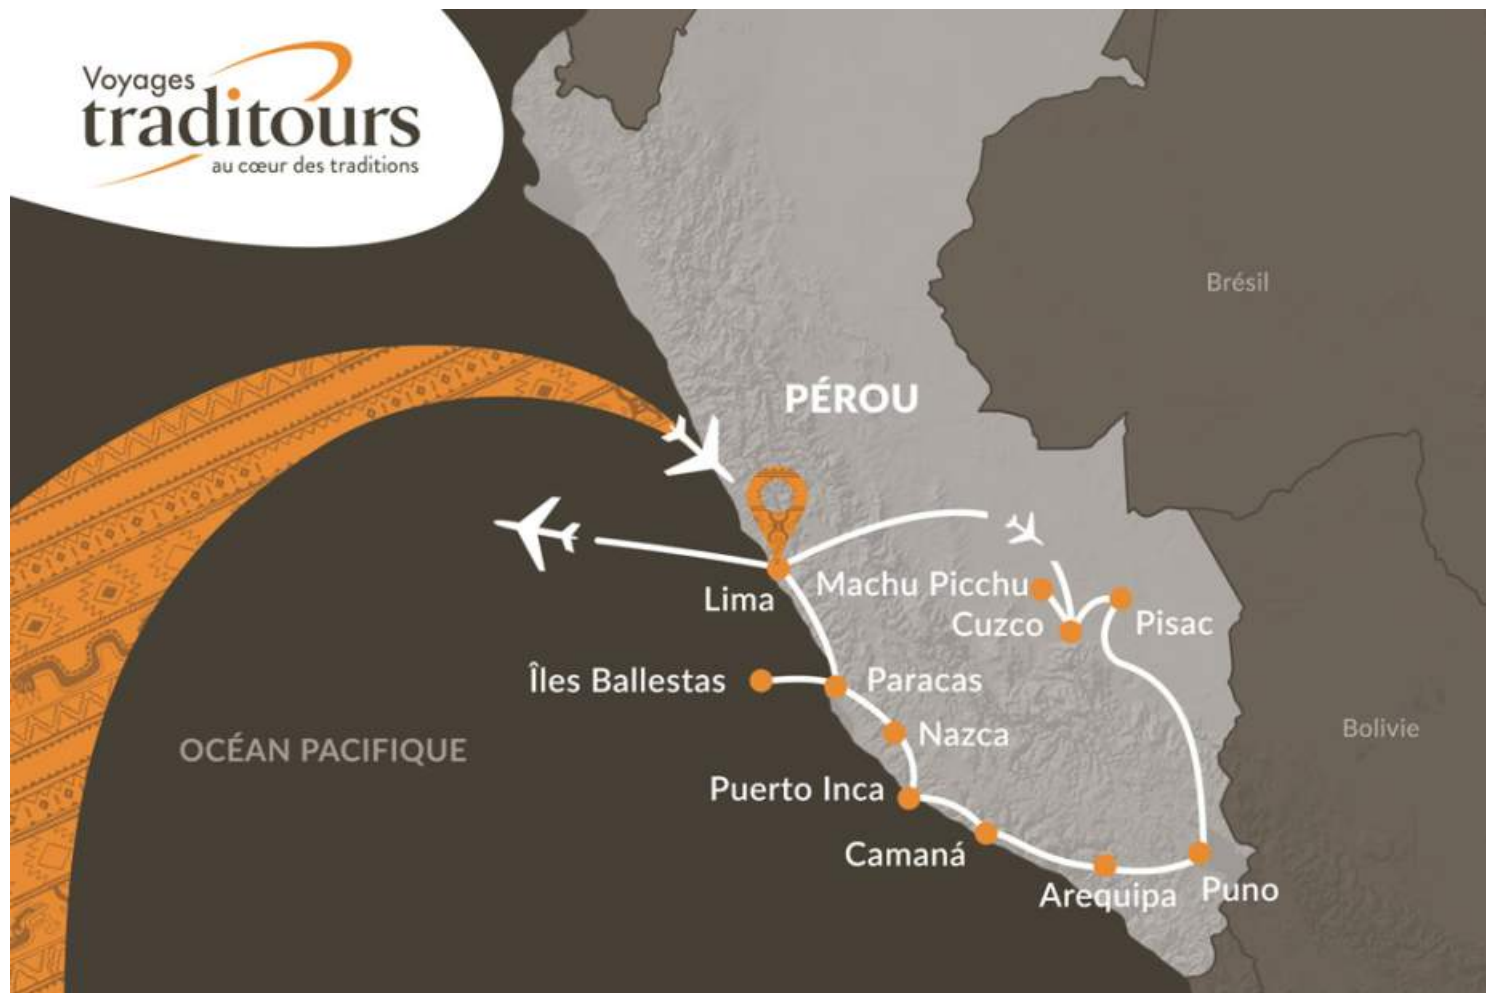 Voyages
traditours
au cœur des traditions
Brésil
PÉROU
Lima
Machu Picchu
Cuzco
Pisac
Îles Ballestas
Paracas
Nazca
OCÉAN PACIFIQUE
Bolivie
Puerto Inca
Camaná
Arequipa
Puno